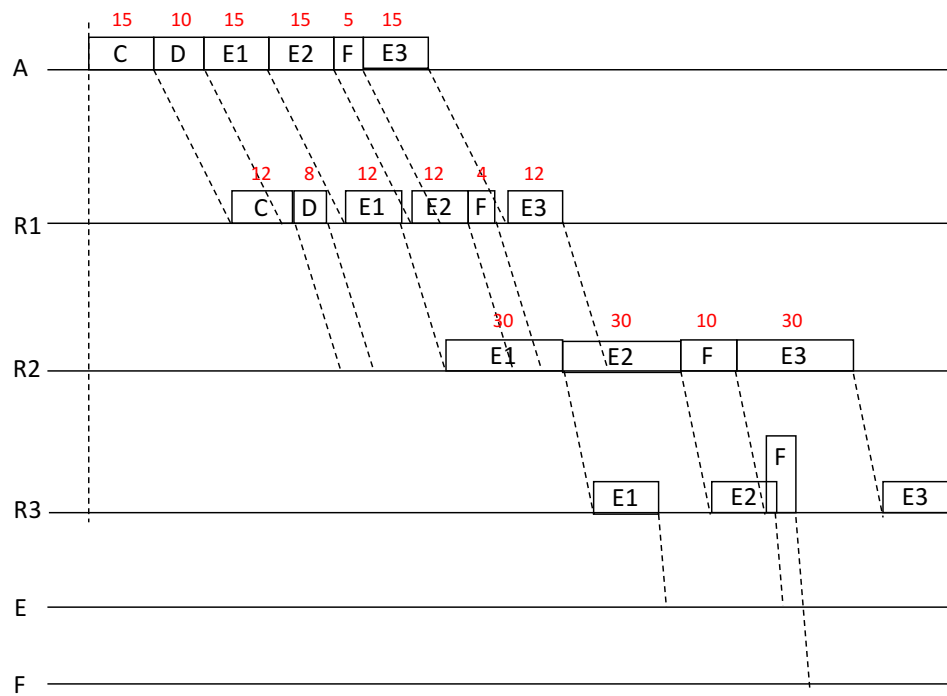 15 10 15 15 5 15
A C D E1 E2 F E3
12 8 12 12 4 12
R1 C D E1 E2 F E3
30 30 10 30
R2 E1 E2 F E3
F
R3 E1 E2 E3
E
F